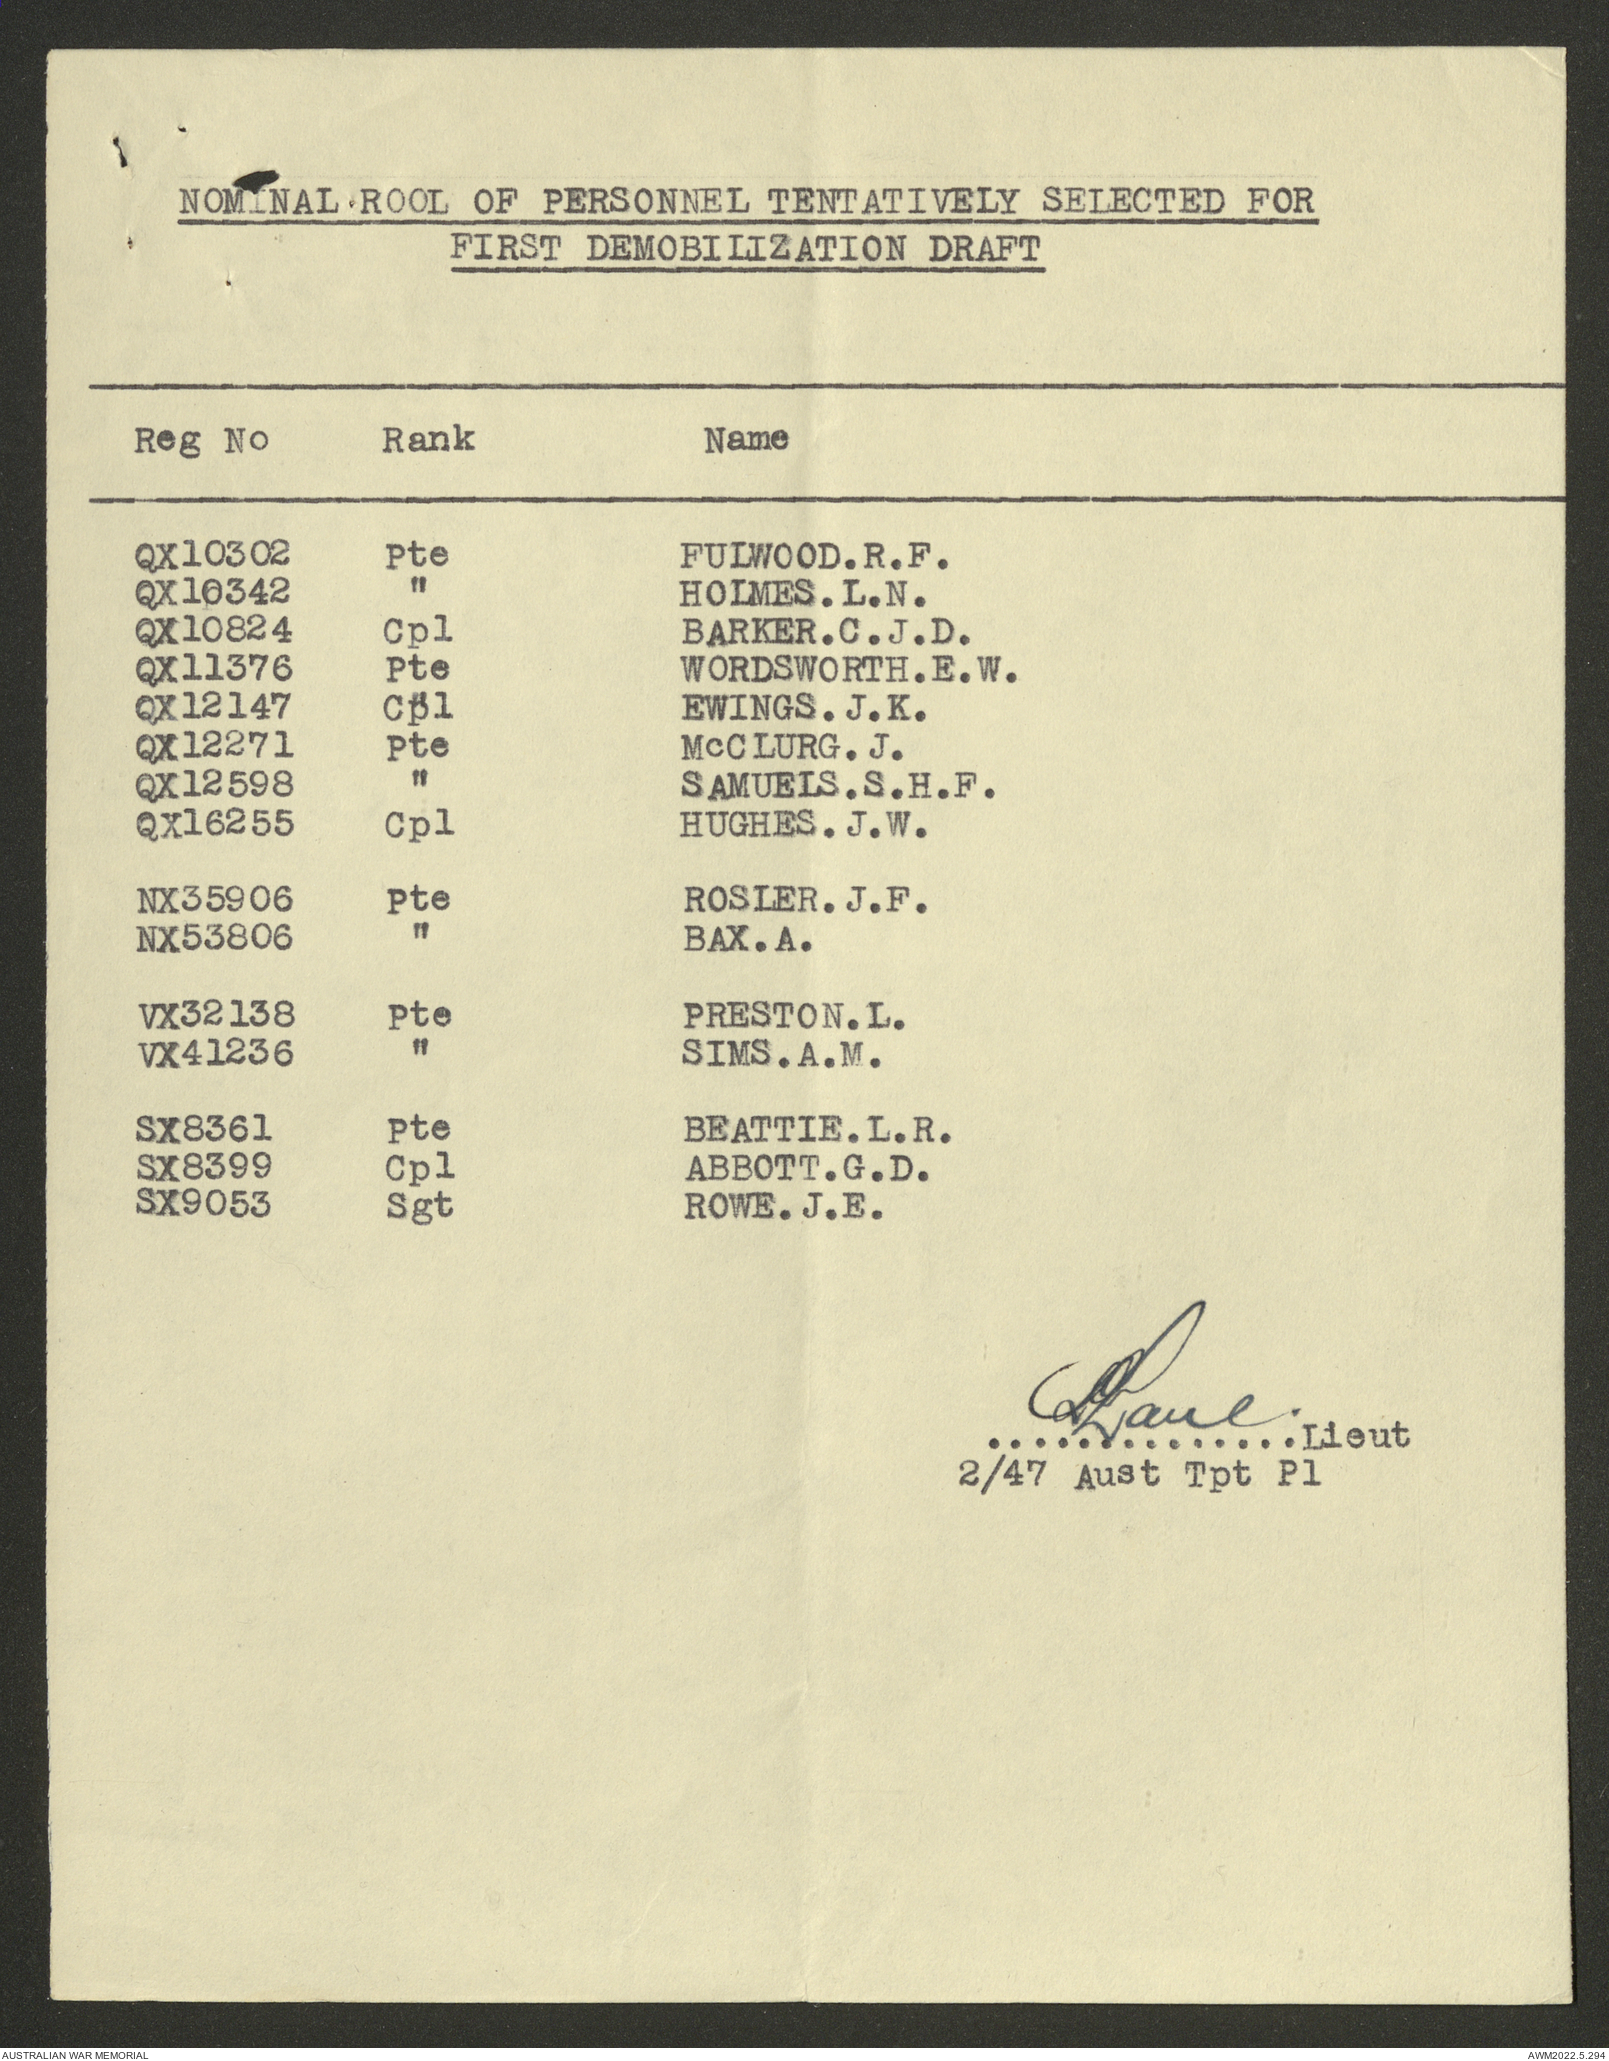 NOMINAL ROOL OF PERSONNEL TENTATIVELY SELECTED FOR
FIRST DEMOBILIZATION DRAFT
Reg No Rank Name
QX10302 Pte FULWOOD.R.F.
QX10342 " HOLMES.L.N.
QX10824 Cpl BARKER.C.J.D.
QX11376 Pte WORDSWORTH.E.W.
QX12147 Cpl EWINGS.J.K.
QX12271 Pte McCLURG.J.
QX12598 " SAMUELS.S.H.F.
QX16255 Cpl HUGHES.J.W.
NX35906 Pte ROSLER.J.F.
NX53806 " BAX.A.
VX32138 Pte PRESTON.L.
VX41236 " SIMS.A.M.
SX8361 Pte BEATTIE.L.R.
SX8399 Cpl ABBOTT.G.D.
SX9053 Sgt ROWE.J.E.
..............Lieut
2/47 Aust Tpt Pl
AUSTRALIAN WAR MEMORIAL
AWM2022.5.294